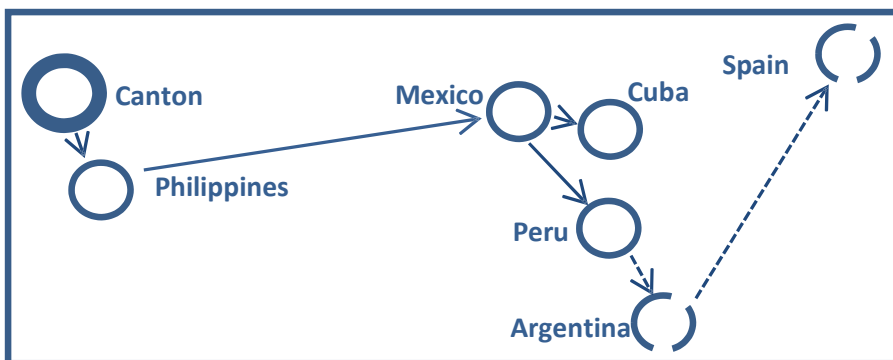 Canton
Philippines
Mexico
Cuba
Peru
Argentina
Spain